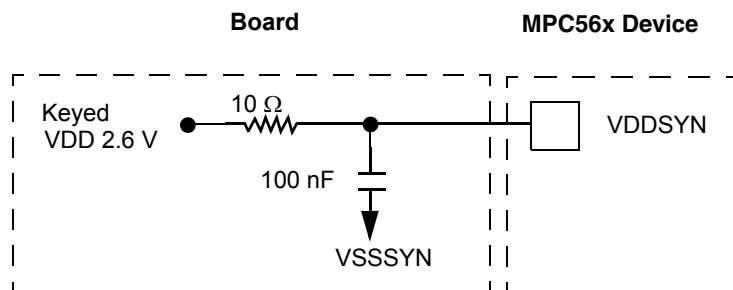 Board
MPC56x Device
Keyed
VDD 2.6 V
10 Ω
VDDSYN
100 nF
VSSSYN